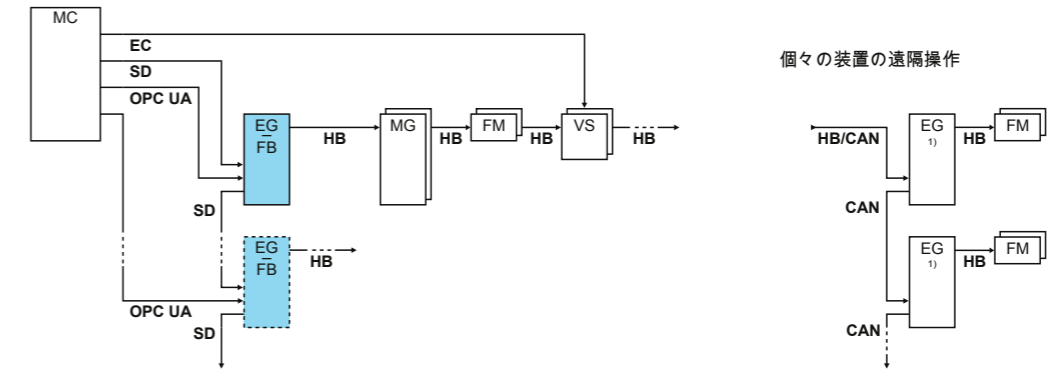 MC
EC
SD
OPC UA
EG
FB
HB
MG
HB
FM
HB
VS
HB
SD
EG
FB
HB
OPC UA
SD
個々の装置の遠隔操作
HB/CAN
EG
1)
HB
FM
CAN
EG
1)
HB
FM
CAN